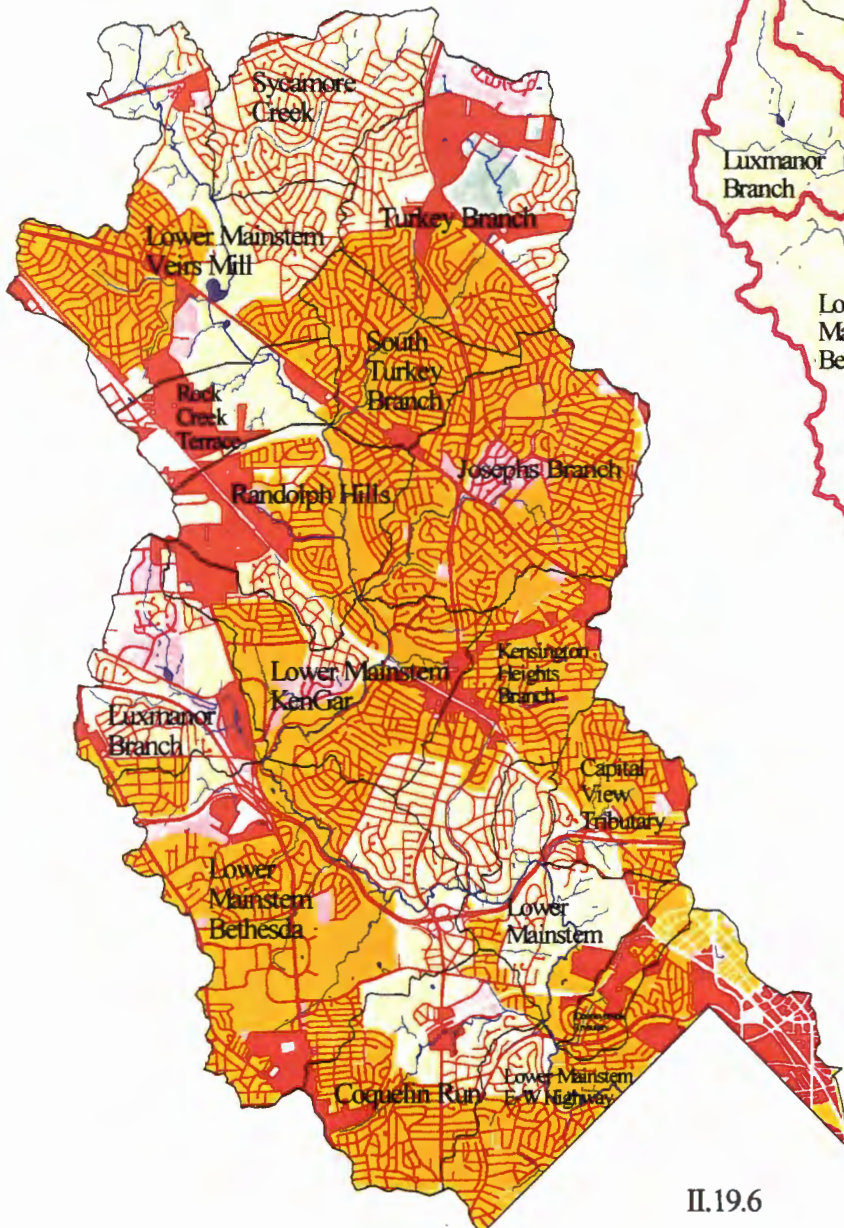 Sycamore
Creek
Luxmanor
Branch
Turkey Branch
Lower Mainstem
Veirs Mill
Lo
Ma
Be
South
Turkey
Branch
Rock
Creek
Terrace
Josephs Branch
Randolph Hills
Kensington
Heights
Branch
Lower Mainstem
KenGar
Luxmanor
Branch
Capital
View
Tributary
Lower
Mainstem
Bethesda
Lower
Mainstem
Coquelin Run
Lower Mainstem
E-W Highway
II.19.6